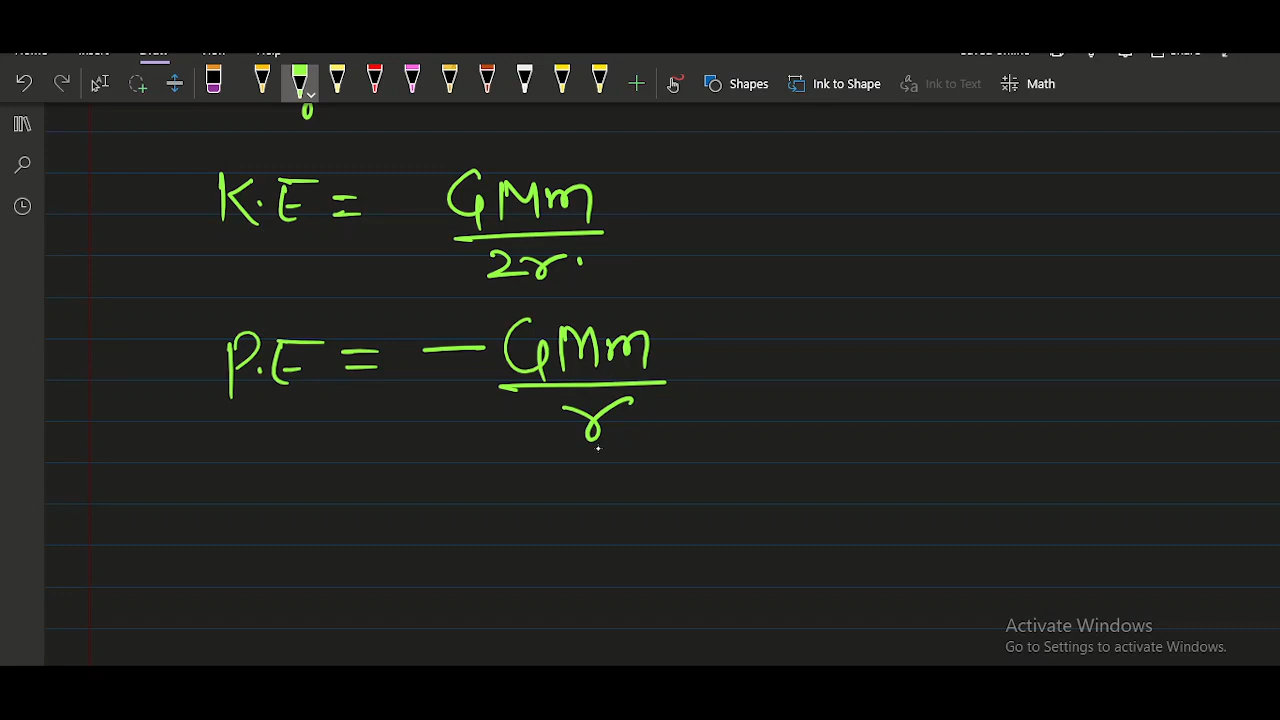 Shapes Ink to Shape Ink to Text Math
K.E = GMm
2r.
P.E = — GMm
r
Activate Windows
Go to Settings to activate Windows.